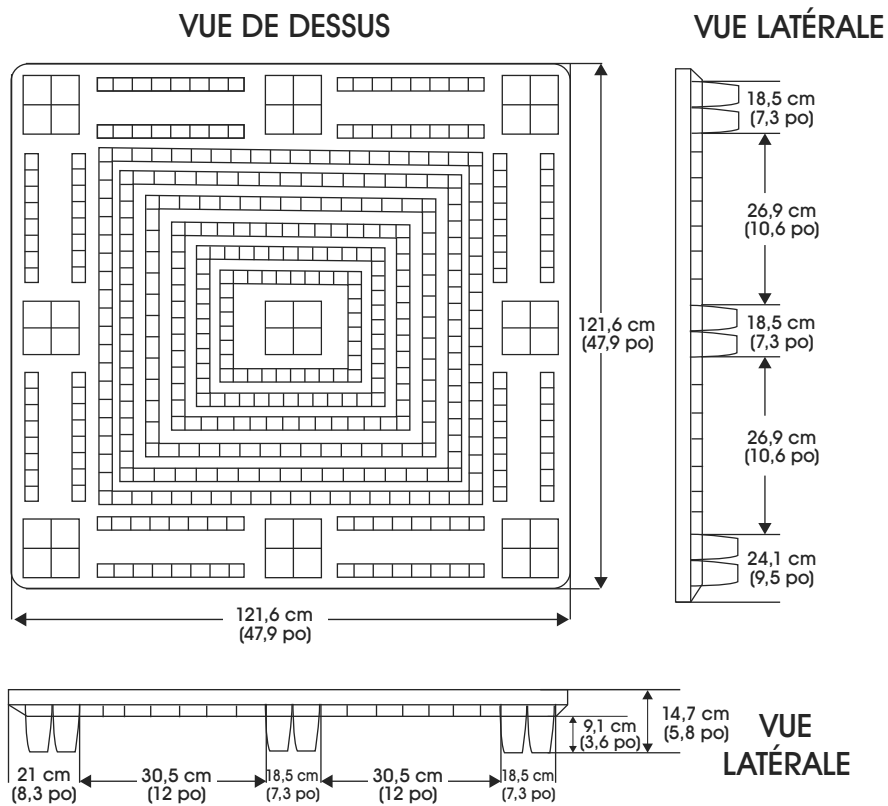 VUE DE DESSUS
VUE LATÉRALE
18,5 cm
(7,3 po)
26,9 cm
(10,6 po)
121,6 cm
(47,9 po)
18,5 cm
(7,3 po)
26,9 cm
(10,6 po)
24,1 cm
(9,5 po)
121,6 cm
(47,9 po)
9,1 cm
(3,6 po)
14,7 cm
(5,8 po)
VUE
LATÉRALE
21 cm
(8,3 po)
30,5 cm
(12 po)
18,5 cm
(7,3 po)
30,5 cm
(12 po)
18,5 cm
(7,3 po)